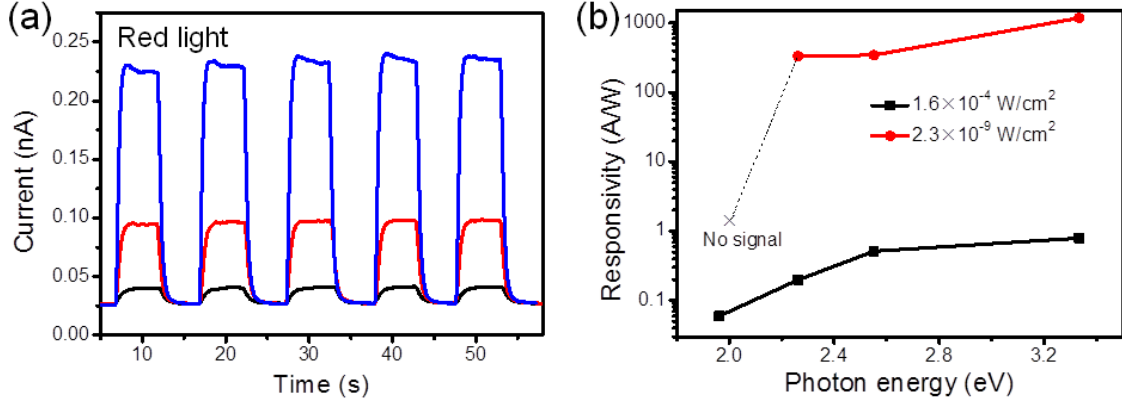 (a)
Red light
0.25
0.20
0.15
0.10
0.05
0.00
Current (nA)
10 20 30 40 50
Time (s)
(b)
1000
100
10
1
0.1
Responsivity (A/W)
1.6×10⁻⁴ W/cm²
2.3×10⁻⁹ W/cm²
No signal
2.0 2.4 2.8 3.2
Photon energy (eV)